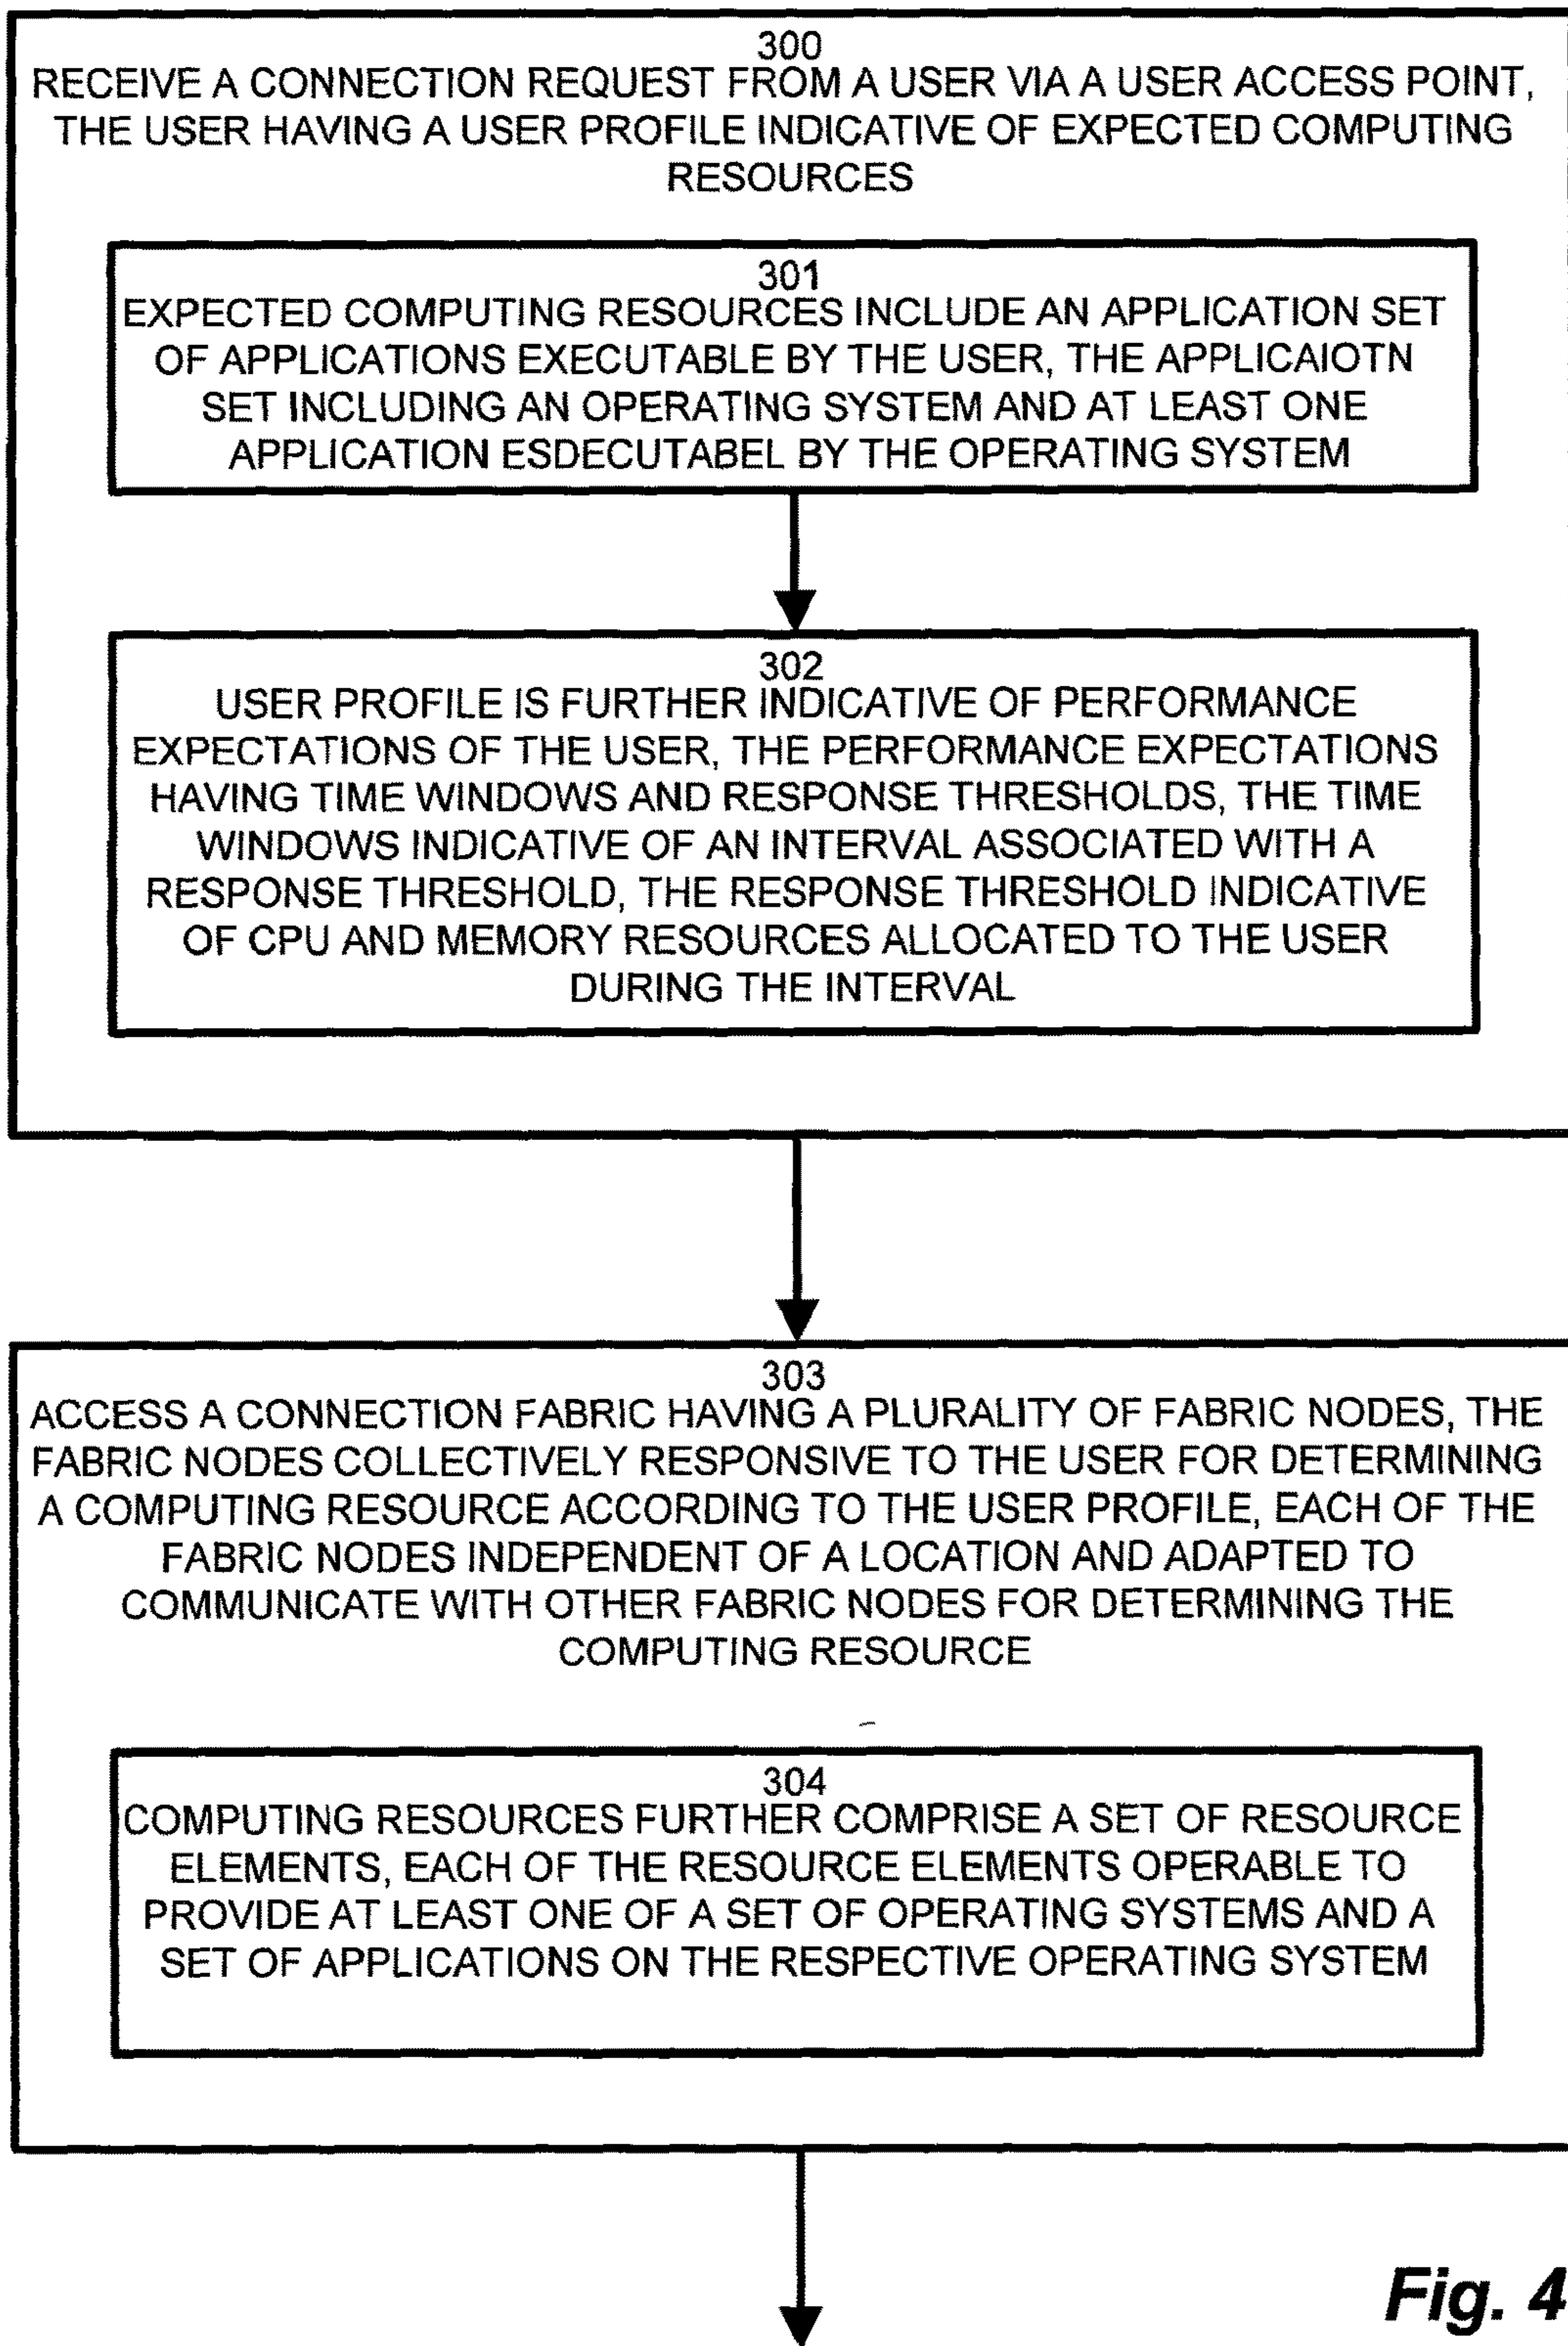 300
RECEIVE A CONNECTION REQUEST FROM A USER VIA A USER ACCESS POINT,
THE USER HAVING A USER PROFILE INDICATIVE OF EXPECTED COMPUTING
RESOURCES
301
EXPECTED COMPUTING RESOURCES INCLUDE AN APPLICATION SET
OF APPLICATIONS EXECUTABLE BY THE USER, THE APPLICAIOTN
SET INCLUDING AN OPERATING SYSTEM AND AT LEAST ONE
APPLICATION ESDECUTABEL BY THE OPERATING SYSTEM
302
USER PROFILE IS FURTHER INDICATIVE OF PERFORMANCE
EXPECTATIONS OF THE USER, THE PERFORMANCE EXPECTATIONS
HAVING TIME WINDOWS AND RESPONSE THRESHOLDS, THE TIME
WINDOWS INDICATIVE OF AN INTERVAL ASSOCIATED WITH A
RESPONSE THRESHOLD, THE RESPONSE THRESHOLD INDICATIVE
OF CPU AND MEMORY RESOURCES ALLOCATED TO THE USER
DURING THE INTERVAL
303
ACCESS A CONNECTION FABRIC HAVING A PLURALITY OF FABRIC NODES, THE
FABRIC NODES COLLECTIVELY RESPONSIVE TO THE USER FOR DETERMINING
A COMPUTING RESOURCE ACCORDING TO THE USER PROFILE, EACH OF THE
FABRIC NODES INDEPENDENT OF A LOCATION AND ADAPTED TO
COMMUNICATE WITH OTHER FABRIC NODES FOR DETERMINING THE
COMPUTING RESOURCE
304
COMPUTING RESOURCES FURTHER COMPRISE A SET OF RESOURCE
ELEMENTS, EACH OF THE RESOURCE ELEMENTS OPERABLE TO
PROVIDE AT LEAST ONE OF A SET OF OPERATING SYSTEMS AND A
SET OF APPLICATIONS ON THE RESPECTIVE OPERATING SYSTEM
Fig. 4